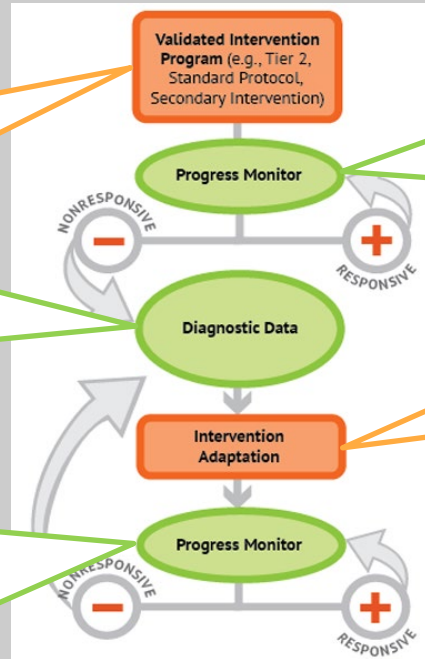 Validated Intervention
Program (e.g., Tier 2,
Standard Protocol,
Secondary Intervention)
Progress Monitor
NONRESPONSIVE
RESPONSIVE
Diagnostic Data
Intervention
Adaptation
Progress Monitor
NONRESPONSIVE
RESPONSIVE